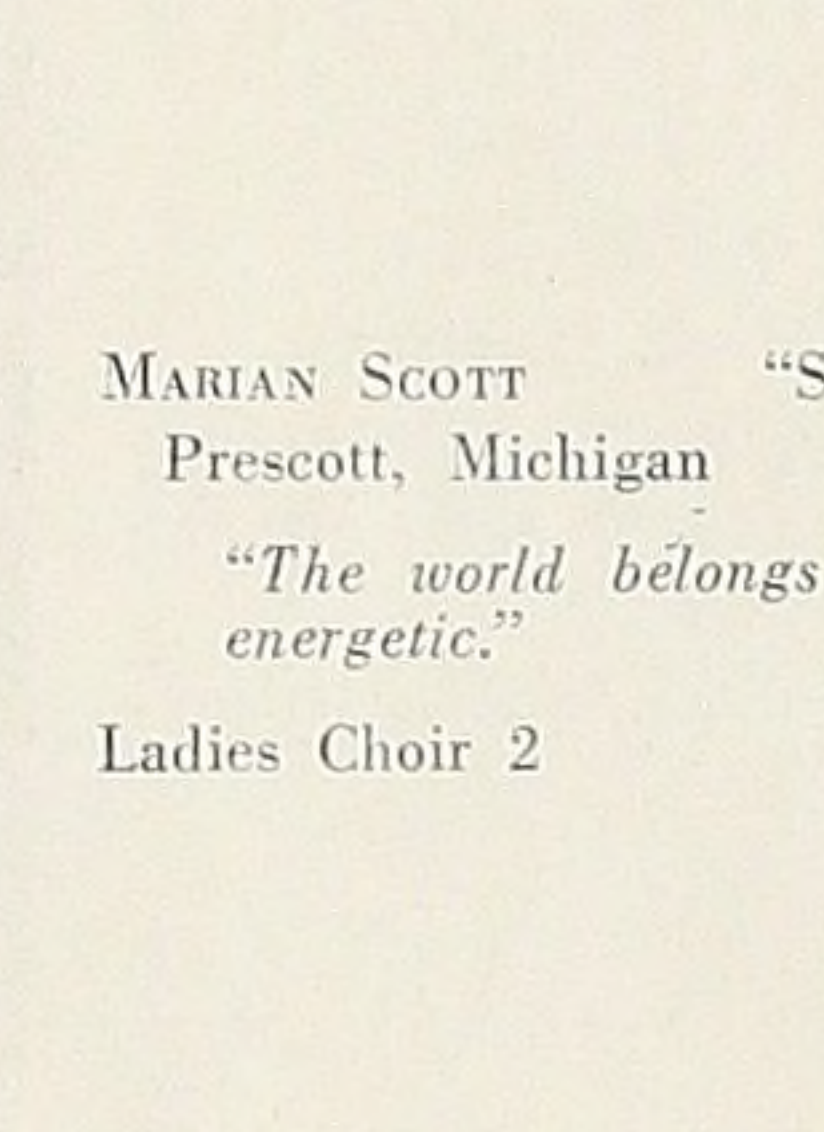 MARIAN SCOTT "S
Prescott, Michigan
"The world belongs
energetic."
Ladies Choir 2